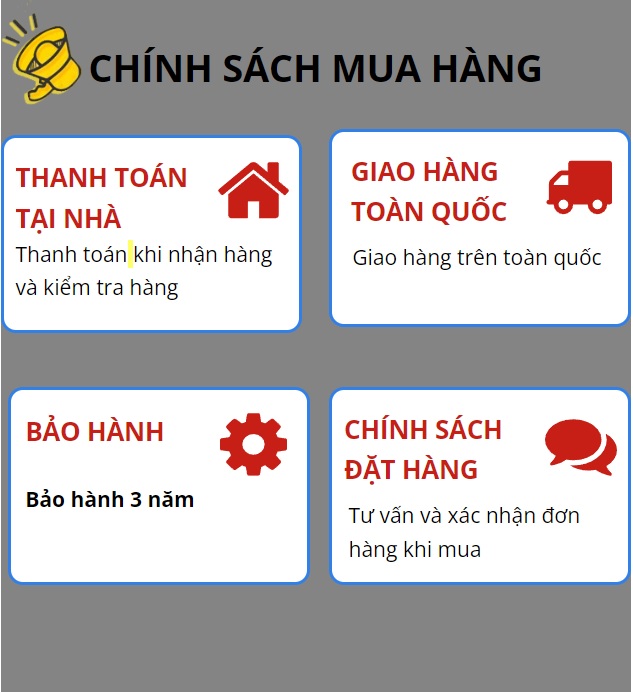 CHÍNH SÁCH MUA HÀNG
THANH TOÁN
TẠI NHÀ
Thanh toán khi nhận hàng
và kiểm tra hàng
GIAO HÀNG
TOÀN QUỐC
Giao hàng trên toàn quốc
BẢO HÀNH
Bảo hành 3 năm
CHÍNH SÁCH
ĐẶT HÀNG
Tư vấn và xác nhận đơn
hàng khi mua